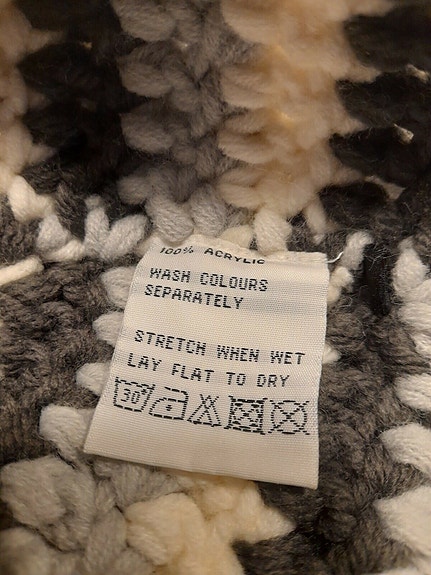 100% ACRYLIC
WASH COLOURS
SEPARATELY
STRETCH WHEN WET
LAY FLAT TO DRY
30